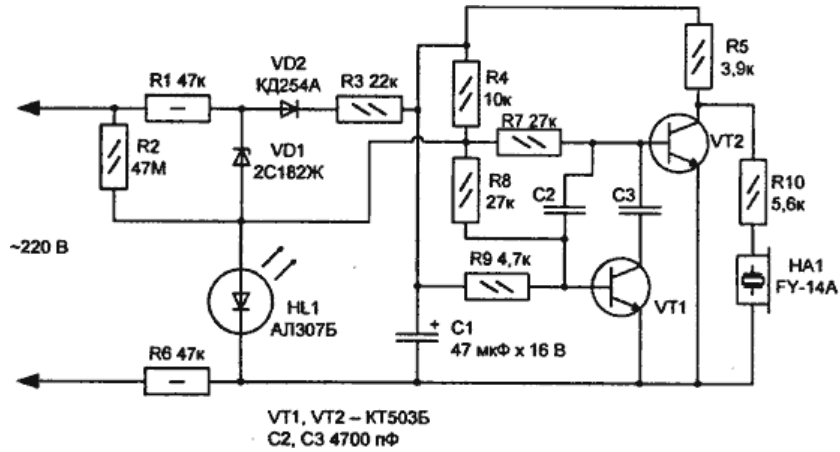 R1 47к
VD2
КД254А
R3 22к
R4
10к
R5
3,9к
R2
47М
VD1
2С182Ж
R7 27к
VT2
R8
27к
C2
C3
R10
5,6к
~220 В
HL1
АЛ307Б
R9 4,7к
VT1
HA1
FY-14A
R6 47к
+
C1
47 мкФ x 16 В
VT1, VT2 – КТ503Б
C2, C3 4700 пФ